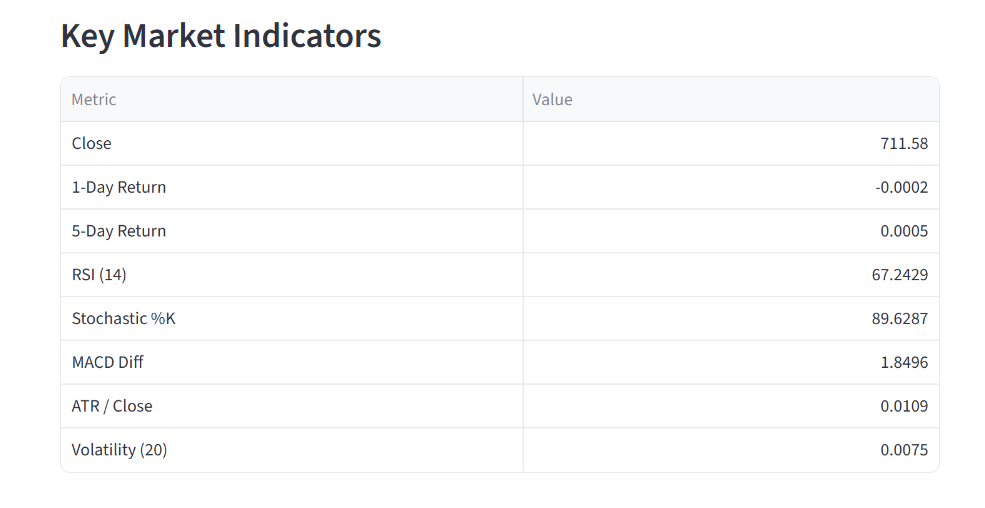 Key Market Indicators
Metric Value
Close 711.58
1-Day Return -0.0002
5-Day Return 0.0005
RSI (14) 67.2429
Stochastic %K 89.6287
MACD Diff 1.8496
ATR / Close 0.0109
Volatility (20) 0.0075